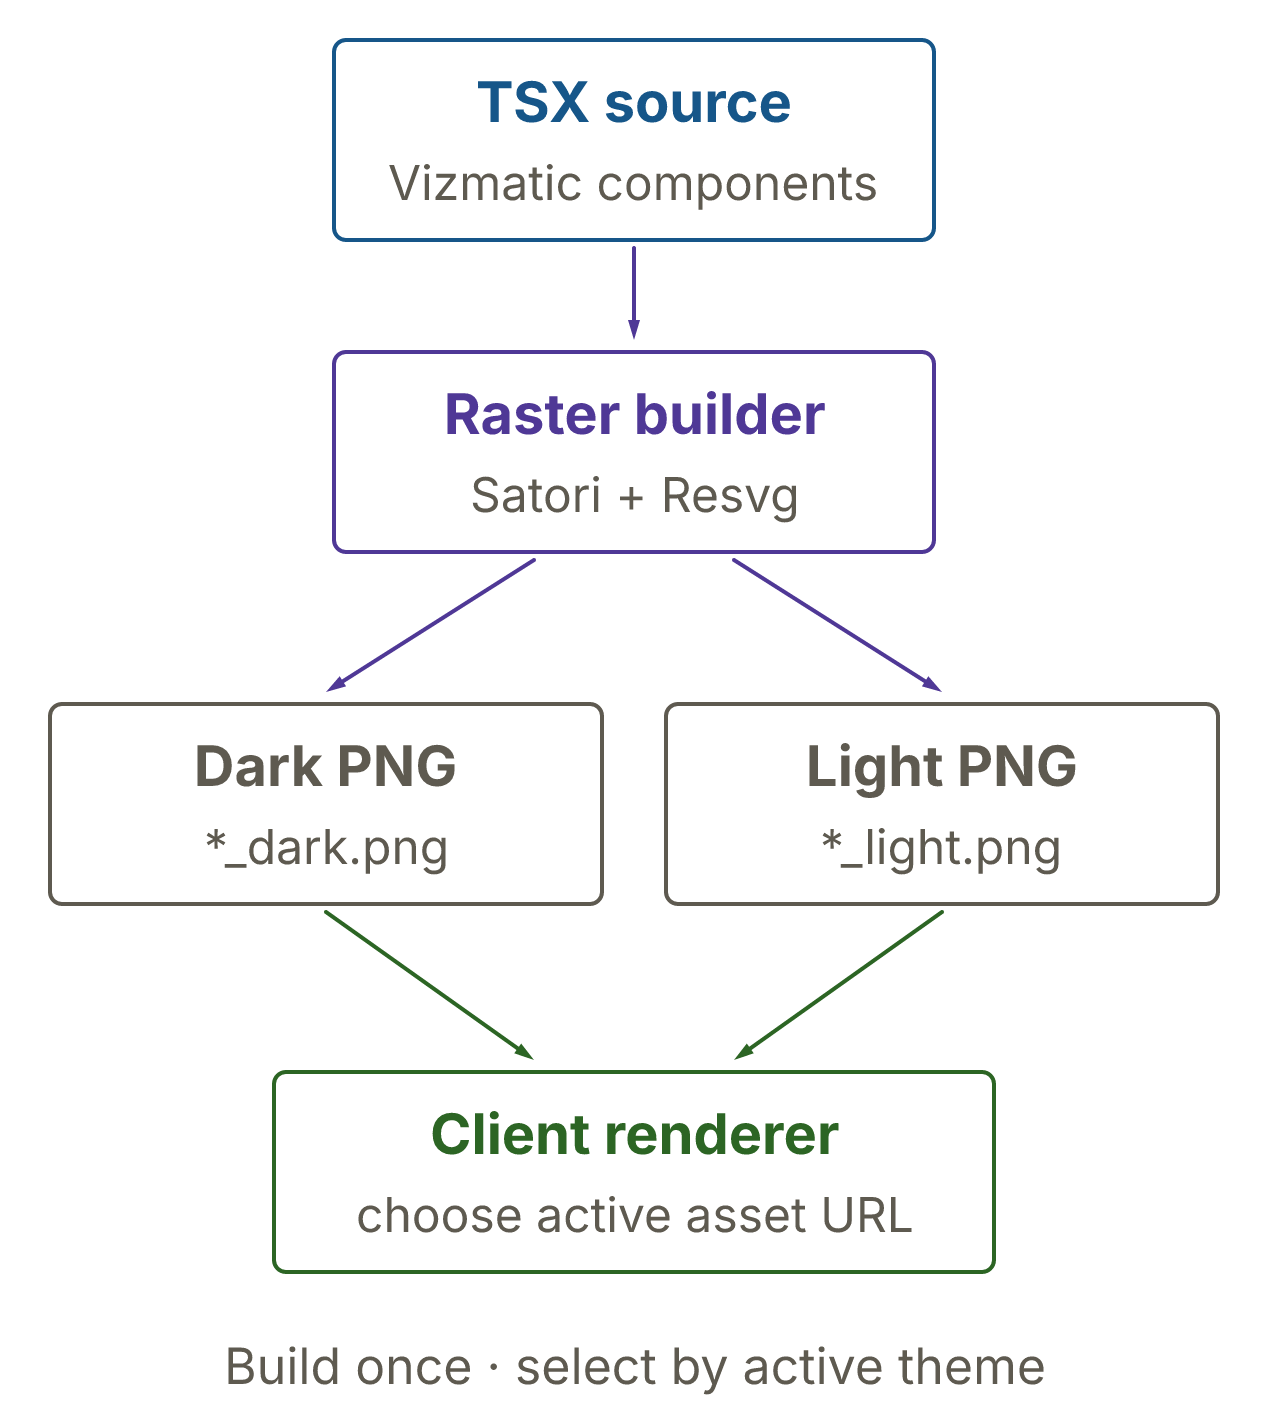 TSX source
Vizmatic components
Raster builder
Satori + Resvg
Dark PNG
*_dark.png
Light PNG
*_light.png
Client renderer
choose active asset URL
Build once · select by active theme